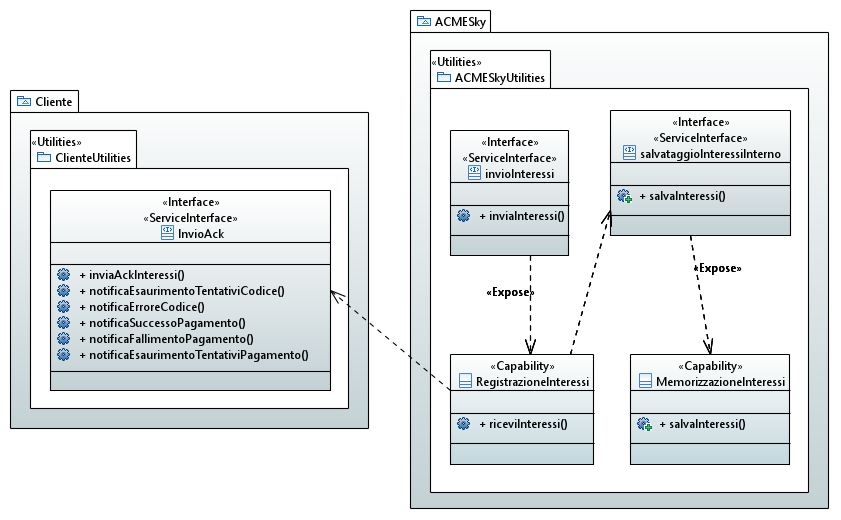 Cliente
«Utilities»
ClienteUtilities
«Interface»
«ServiceInterface»
InvioAck
+ inviaAckInteressi()
+ notificaEsaurimentoTentativiCodice()
+ notificaErroreCodice()
+ notificaSuccessoPagamento()
+ notificaFallimentoPagamento()
+ notificaEsaurimentoTentativiPagamento()
ACMESky
«Utilities»
ACMESkyUtilities
«Interface»
«ServiceInterface»
invioInteressi
+ inviaInteressi()
«Interface»
«ServiceInterface»
salvataggioInteressiInterno
+ salvaInteressi()
«Expose»
«Expose»
«Capability»
RegistrazioneInteressi
+ riceviInteressi()
«Capability»
MemorizzazioneInteressi
+ salvaInteressi()